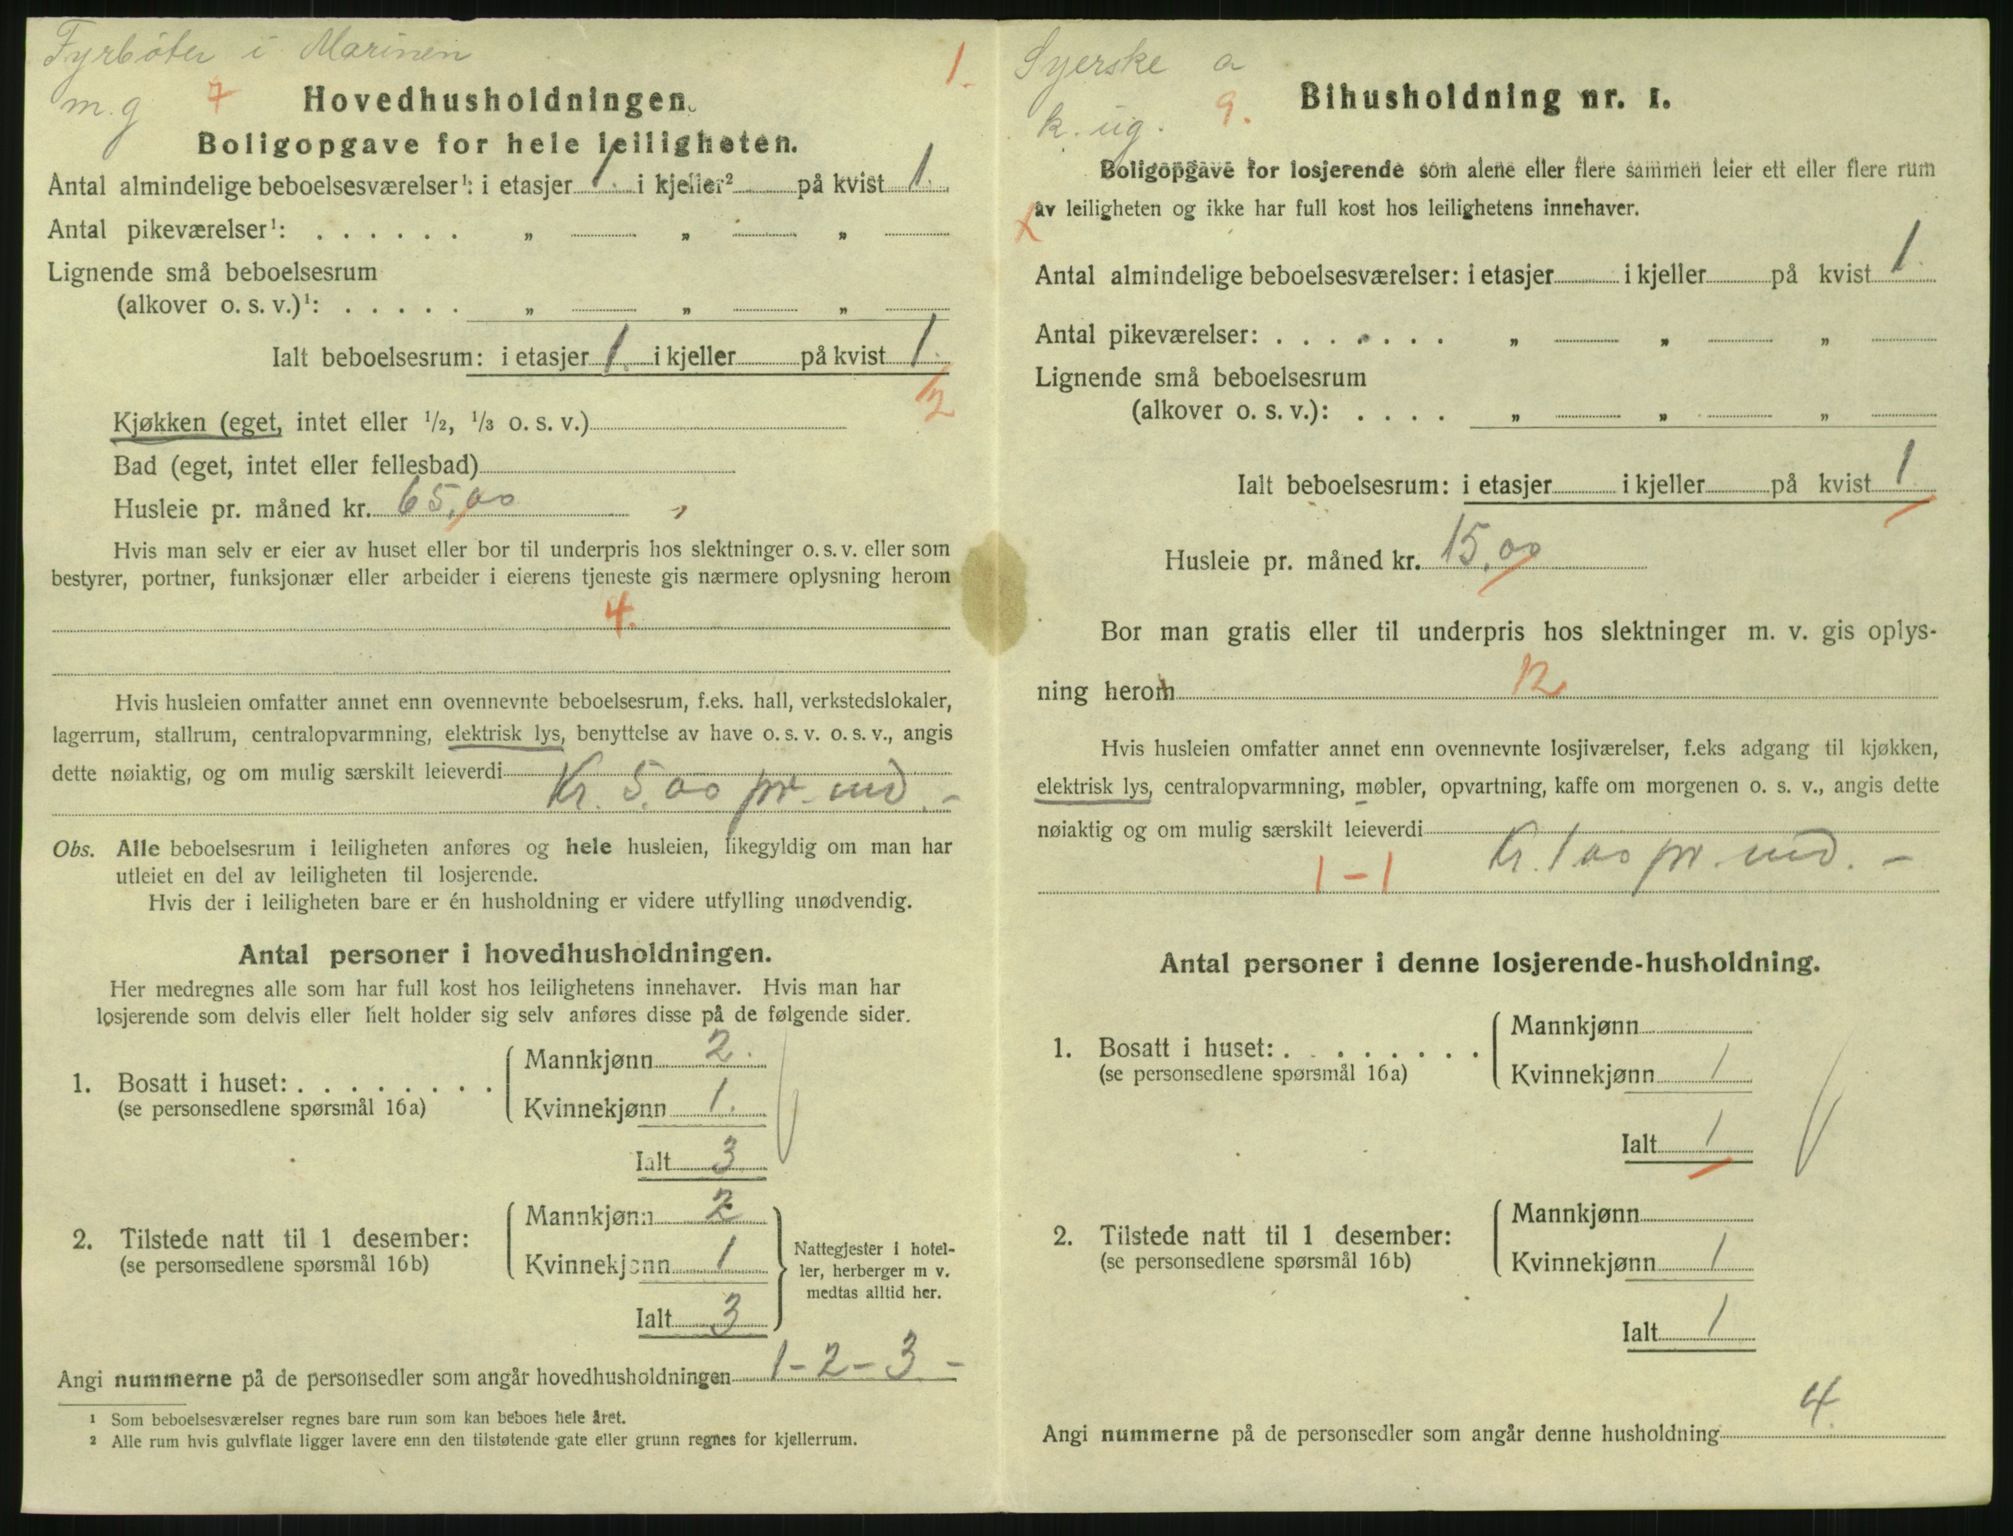 Fyrbøter i Marinen
m.g 7
1.
Hovedhusholdningen.
Boligopgave for hele leiligheten.
Antal almindelige beboelsesværelser¹: i etasjer 1. i kjeller² på kvist 1.
Antal pikeværelser¹: . . . . . . „ „ „
Lignende små beboelsesrum
(alkover o. s. v.)¹: . . . . . „ „ „
Ialt beboelsesrum: i etasjer 1. i kjeller på kvist 1.
2
Kjøkken (eget, intet eller 1/2, 1/3 o. s. v.)
Bad (eget, intet eller fellesbad)
Husleie pr. måned kr. 65,00
Hvis man selv er eier av huset eller bor til underpris hos slektninger o. s. v. eller som
bestyrer, portner, funksjonær eller arbeider i eierens tjeneste gis nærmere oplysning herom
4.
Hvis husleien omfatter annet enn ovennevnte beboelsesrum, f.eks. hall, verkstedslokaler,
lagerrum, stallrum, centralopvarmning, elektrisk lys, benyttelse av have o. s. v. o. s. v., angis
dette nøiaktig, og om mulig særskilt leieverdi
Kr. 5,00 pr. md. -
Obs. Alle beboelsesrum i leiligheten anføres og hele husleien, likegyldig om man har
utleiet en del av leiligheten til losjerende.
Hvis der i leiligheten bare er én husholdning er videre utfylling unødvendig.
Antal personer i hovedhusholdningen.
Her medregnes alle som har full kost hos leilighetens innehaver. Hvis man har
losjerende som delvis eller helt holder sig selv anføres disse på de følgende sider.
1. Bosatt i huset: . . . . . . . .
(se personsedlene spørsmål 16a)
Mannkjønn 2.
Kvinnekjønn 1.
Ialt 3
2. Tilstede natt til 1 desember:
(se personsedlene spørsmål 16b)
Mannkjønn 2
Kvinnekjønn 1
Ialt 3
Nattegjester i hotel-
ler, herberger m v.
medtas alltid her.
Angi nummerne på de personsedler som angår hovedhusholdningen 1-2-3-
¹ Som beboelsesværelser regnes bare rum som kan beboes hele året.
² Alle rum hvis gulvflate ligger lavere enn den tilstøtende gate eller grunn regnes for kjellerrum.
Syerske a
k. ug. 9.
Bihusholdning nr. 1.
Boligopgave for losjerende som alene eller flere sammen leier ett eller flere rum
av leiligheten og ikke har full kost hos leilighetens innehaver.
Antal almindelige beboelsesværelser: i etasjer i kjeller på kvist 1.
Antal pikeværelser: . . . . . . . „ „ „
Lignende små beboelsesrum
(alkover o. s. v.): . . . . „ „ „
Ialt beboelsesrum: i etasjer i kjeller på kvist 1
Husleie pr. måned kr. 15,00
Bor man gratis eller til underpris hos slektninger m. v. gis oplys-
ning herom 12
Hvis husleien omfatter annet enn ovennevnte losjiværelser, f.eks adgang til kjøkken,
elektrisk lys, centralopvarmning, møbler, opvartning, kaffe om morgenen o. s. v., angis dette
nøiaktig og om mulig særskilt leieverdi
1-1 Kr. 1 00 pr. md. -
Antal personer i denne losjerende-husholdning.
1. Bosatt i huset: . . . . . . . .
(se personsedlene spørsmål 16a)
Mannkjønn
Kvinnekjønn 1
Ialt 1
2. Tilstede natt til 1 desember:
(se personsedlene spørsmål 16b)
Mannkjønn
Kvinnekjønn 1
Ialt 1
Angi nummerne på de personsedler som angår denne husholdning 4.